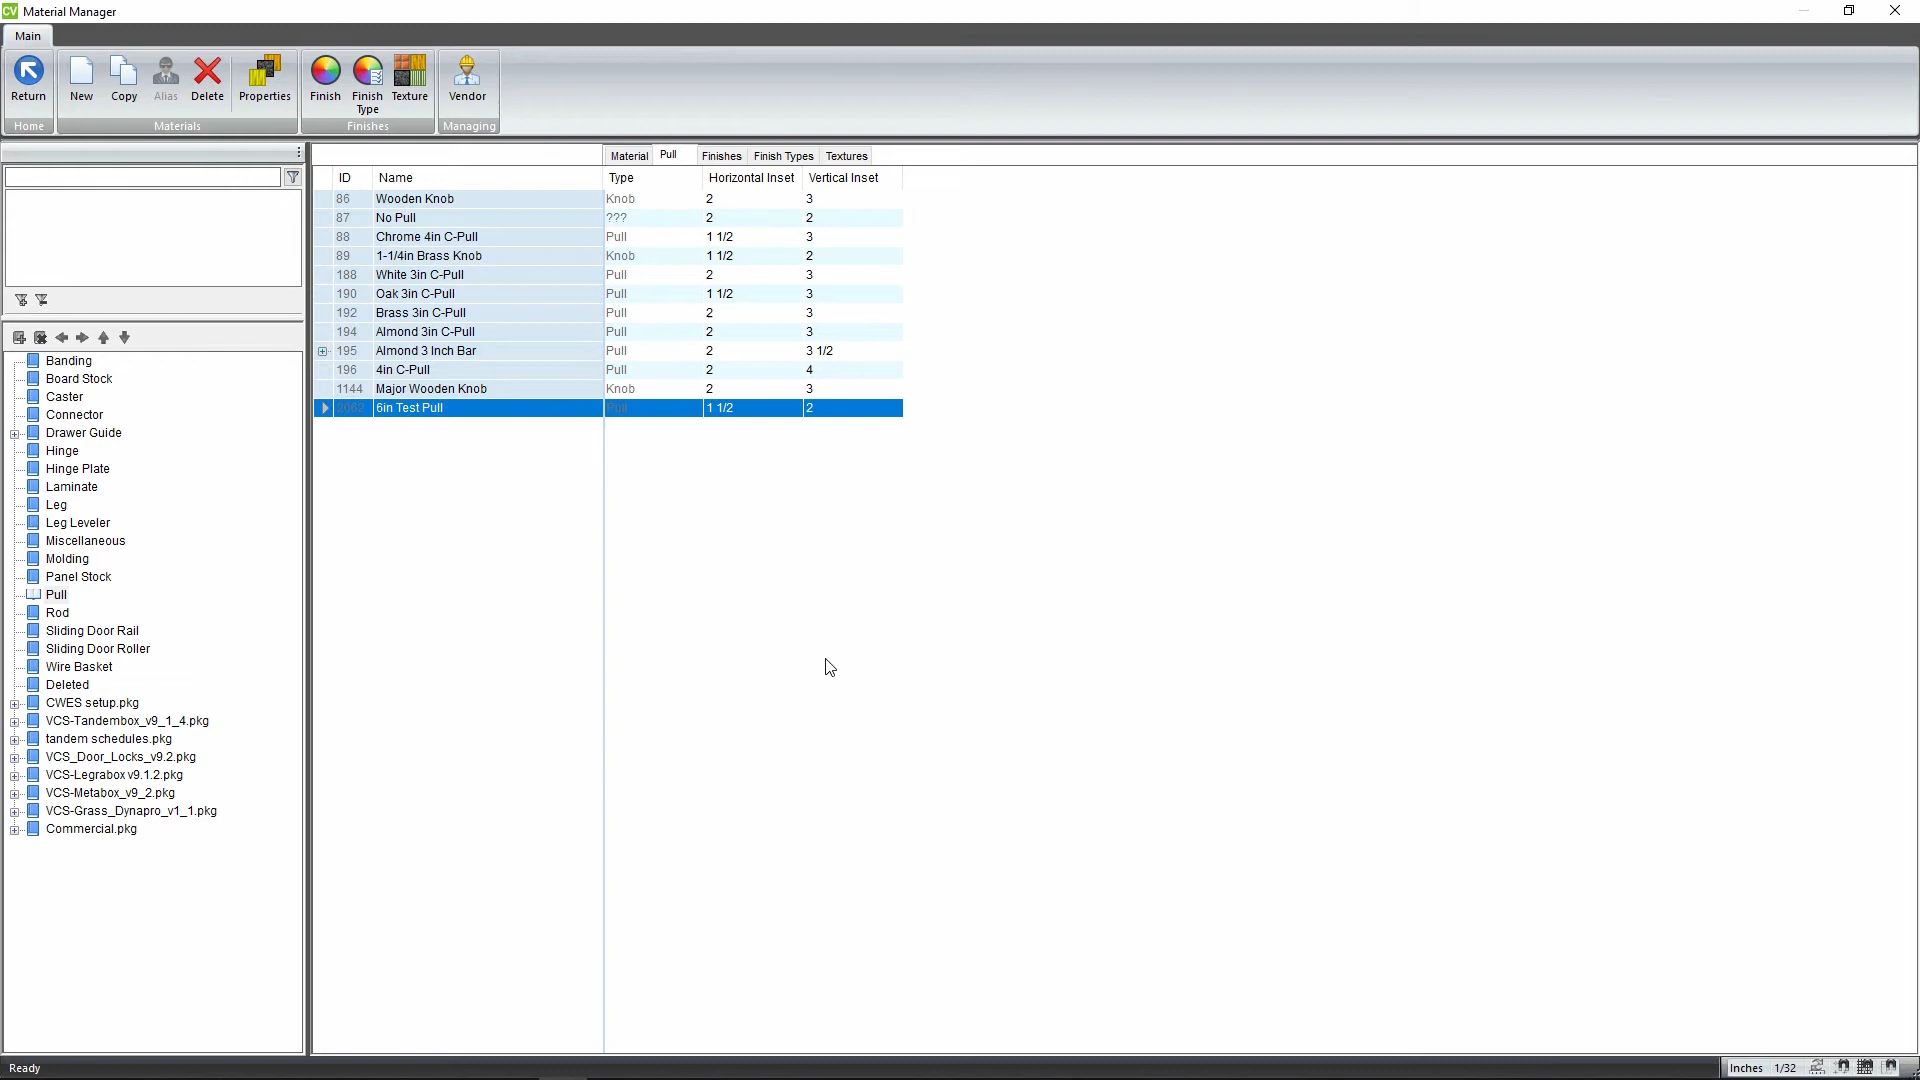 CV Material Manager
Main
Return
New
Copy
Alias
Delete
Properties
Finish
Finish Type
Texture
Vendor
Home
Materials
Finishes
Managing
Material Pull Finishes Finish Types Textures
ID Name Type Horizontal Inset Vertical Inset
86 Wooden Knob Knob 2 3
87 No Pull ??? 2 2
88 Chrome 4in C-Pull Pull 1 1/2 3
89 1-1/4in Brass Knob Knob 1 1/2 2
188 White 3in C-Pull Pull 2 3
190 Oak 3in C-Pull Pull 1 1/2 3
192 Brass 3in C-Pull Pull 2 3
194 Almond 3in C-Pull Pull 2 3
195 Almond 3 Inch Bar Pull 2 3 1/2
196 4in C-Pull Pull 2 4
1144 Major Wooden Knob Knob 2 3
2062 6in Test Pull Pull 1 1/2 2
Banding
Board Stock
Caster
Connector
Drawer Guide
Hinge
Hinge Plate
Laminate
Leg
Leg Leveler
Miscellaneous
Molding
Panel Stock
Pull
Rod
Sliding Door Rail
Sliding Door Roller
Wire Basket
Deleted
CWES setup.pkg
VCS-Tandembox_v9_1_4.pkg
tandem schedules.pkg
VCS_Door_Locks_v9.2.pkg
VCS-Legrabox v9.1.2.pkg
VCS-Metabox_v9_2.pkg
VCS-Grass_Dynapro_v1_1.pkg
Commercial.pkg
Ready
Inches 1/32